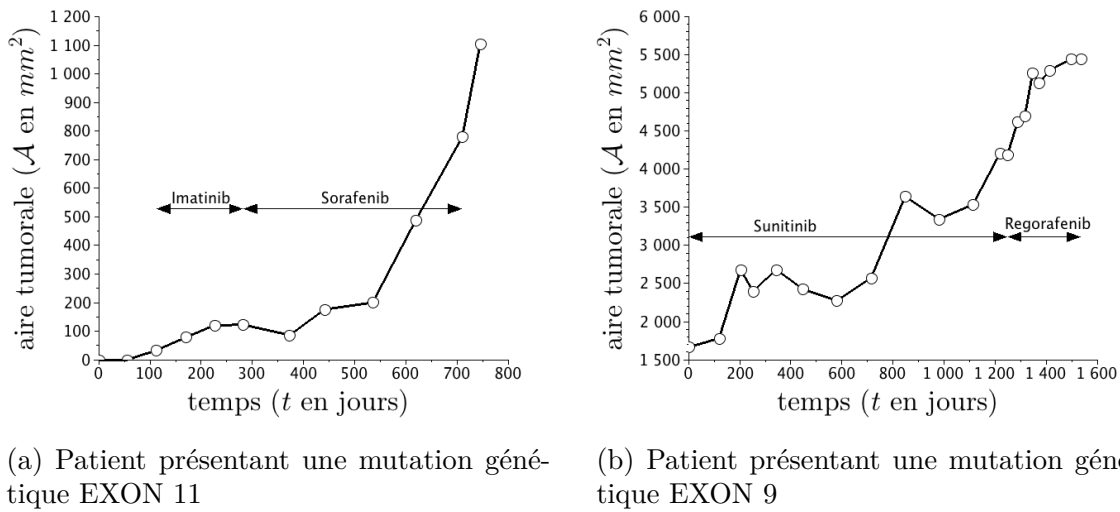 1 200
1 100
1 000
900
800
700
600
500
400
300
200
100
0
aire tumorale (𝒜 en mm²)
Imatinib
Sorafenib
0 100 200 300 400 500 600 700 800
temps (t en jours)
(a) Patient présentant une mutation géné-
tique EXON 11
6 000
5 500
5 000
4 500
4 000
3 500
3 000
2 500
2 000
1 500
aire tumorale (𝒜 en mm²)
Sunitinib
Regorafenib
0 200 400 600 800 1 000 1 200 1 400 1 600
temps (t en jours)
(b) Patient présentant une mutation géné
tique EXON 9